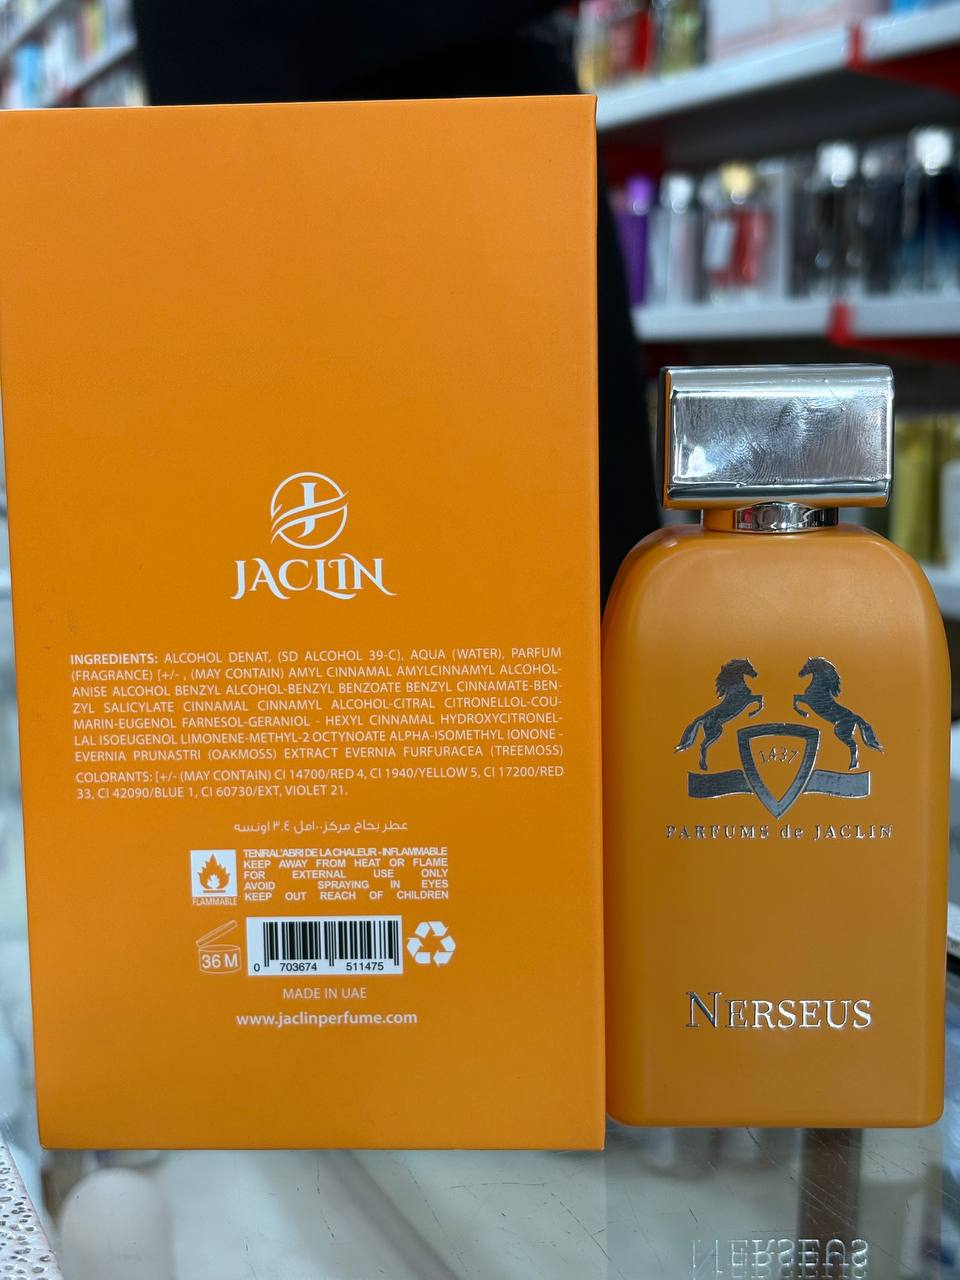 JACLIN
INGREDIENTS: ALCOHOL DENAT, (SD ALCOHOL 39-C), AQUA (WATER), PARFUM
(FRAGRANCE) [+/- , (MAY CONTAIN) AMYL CINNAMAL AMYLCINNAMYL ALCOHOL-
ANISE ALCOHOL BENZYL ALCOHOL-BENZYL BENZOATE BENZYL CINNAMATE-BEN-
ZYL SALICYLATE CINNAMAL CINNAMYL ALCOHOL-CITRAL CITRONELLOL-COU-
MARIN-EUGENOL FARNESOL-GERANIOL - HEXYL CINNAMAL HYDROXYCITRONEL-
LAL ISOEUGENOL LIMONENE-METHYL-2 OCTYNOATE ALPHA-ISOMETHYL IONONE -
EVERNIA PRUNASTRI (OAKMOSS) EXTRACT EVERNIA FURFURACEA (TREEMOSS)
COLORANTS: [+/- (MAY CONTAIN) CI 14700/RED 4, CI 1940/YELLOW 5, CI 17200/RED
33, CI 42090/BLUE 1, CI 60730/EXT, VIOLET 21.
عطر بخاخ مركز ١٠٠مل ٣.٤ اونسه
TENIRAL'ABRI DE LA CHALEUR - INFLAMMABLE
KEEP AWAY FROM HEAT OR FLAME
FOR EXTERNAL USE ONLY
AVOID SPRAYING IN EYES
KEEP OUT REACH OF CHILDREN
FLAMMABLE
36 M
0 703674 511475
MADE IN UAE
www.jaclinperfume.com
1437
PARFUMS de JACLIN
NERSEUS